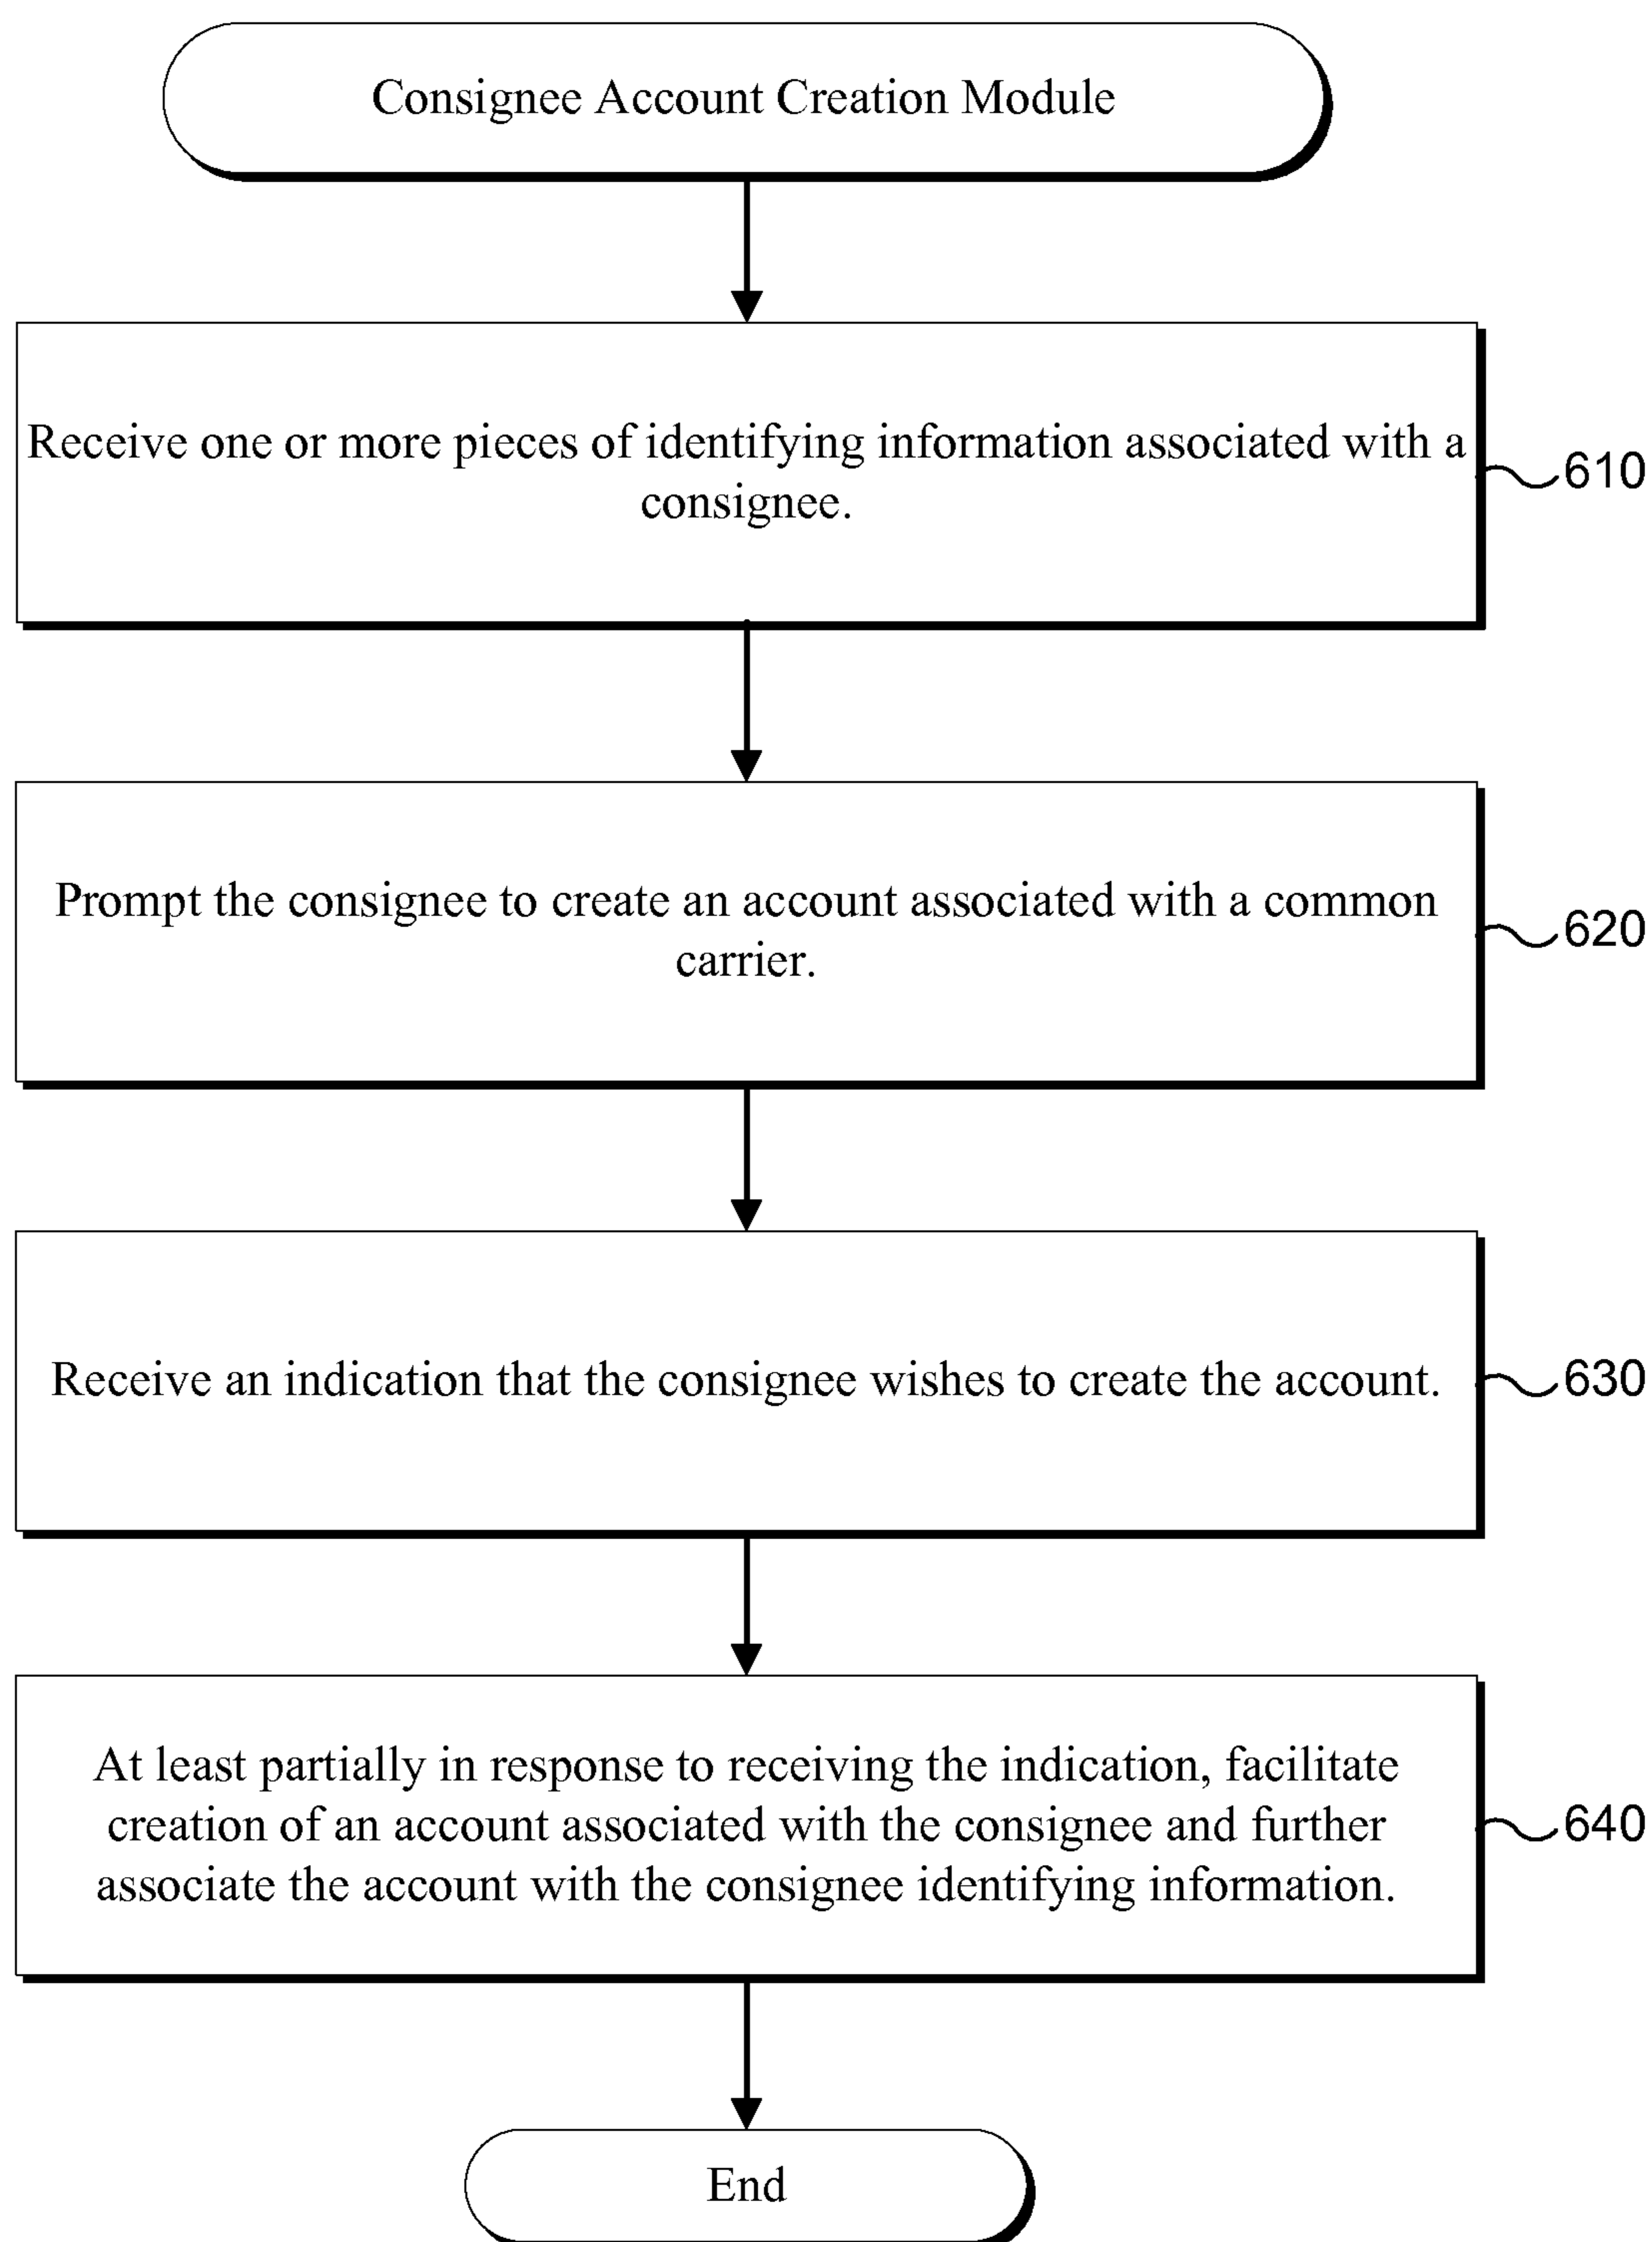 Consignee Account Creation Module
Receive one or more pieces of identifying information associated with a
consignee.
610
Prompt the consignee to create an account associated with a common
carrier.
620
Receive an indication that the consignee wishes to create the account.
630
At least partially in response to receiving the indication, facilitate
creation of an account associated with the consignee and further
associate the account with the consignee identifying information.
640
End